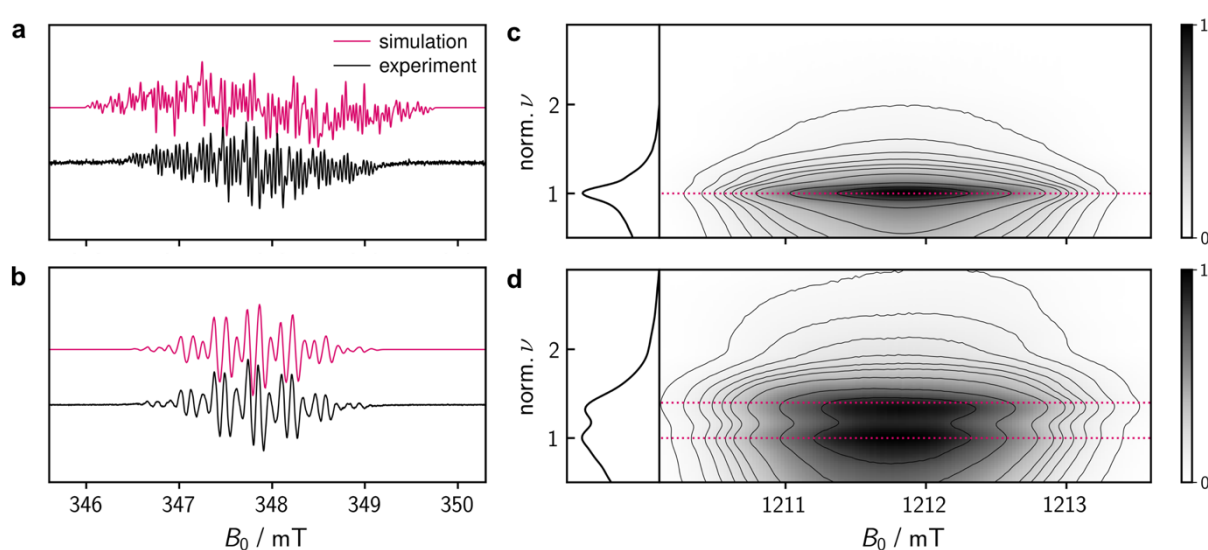 a
simulation
experiment
b
346 347 348 349 350
B₀ / mT
c
norm. ν
2
1
1
0
d
norm. ν
2
1
1
0
1211 1212 1213
B₀ / mT